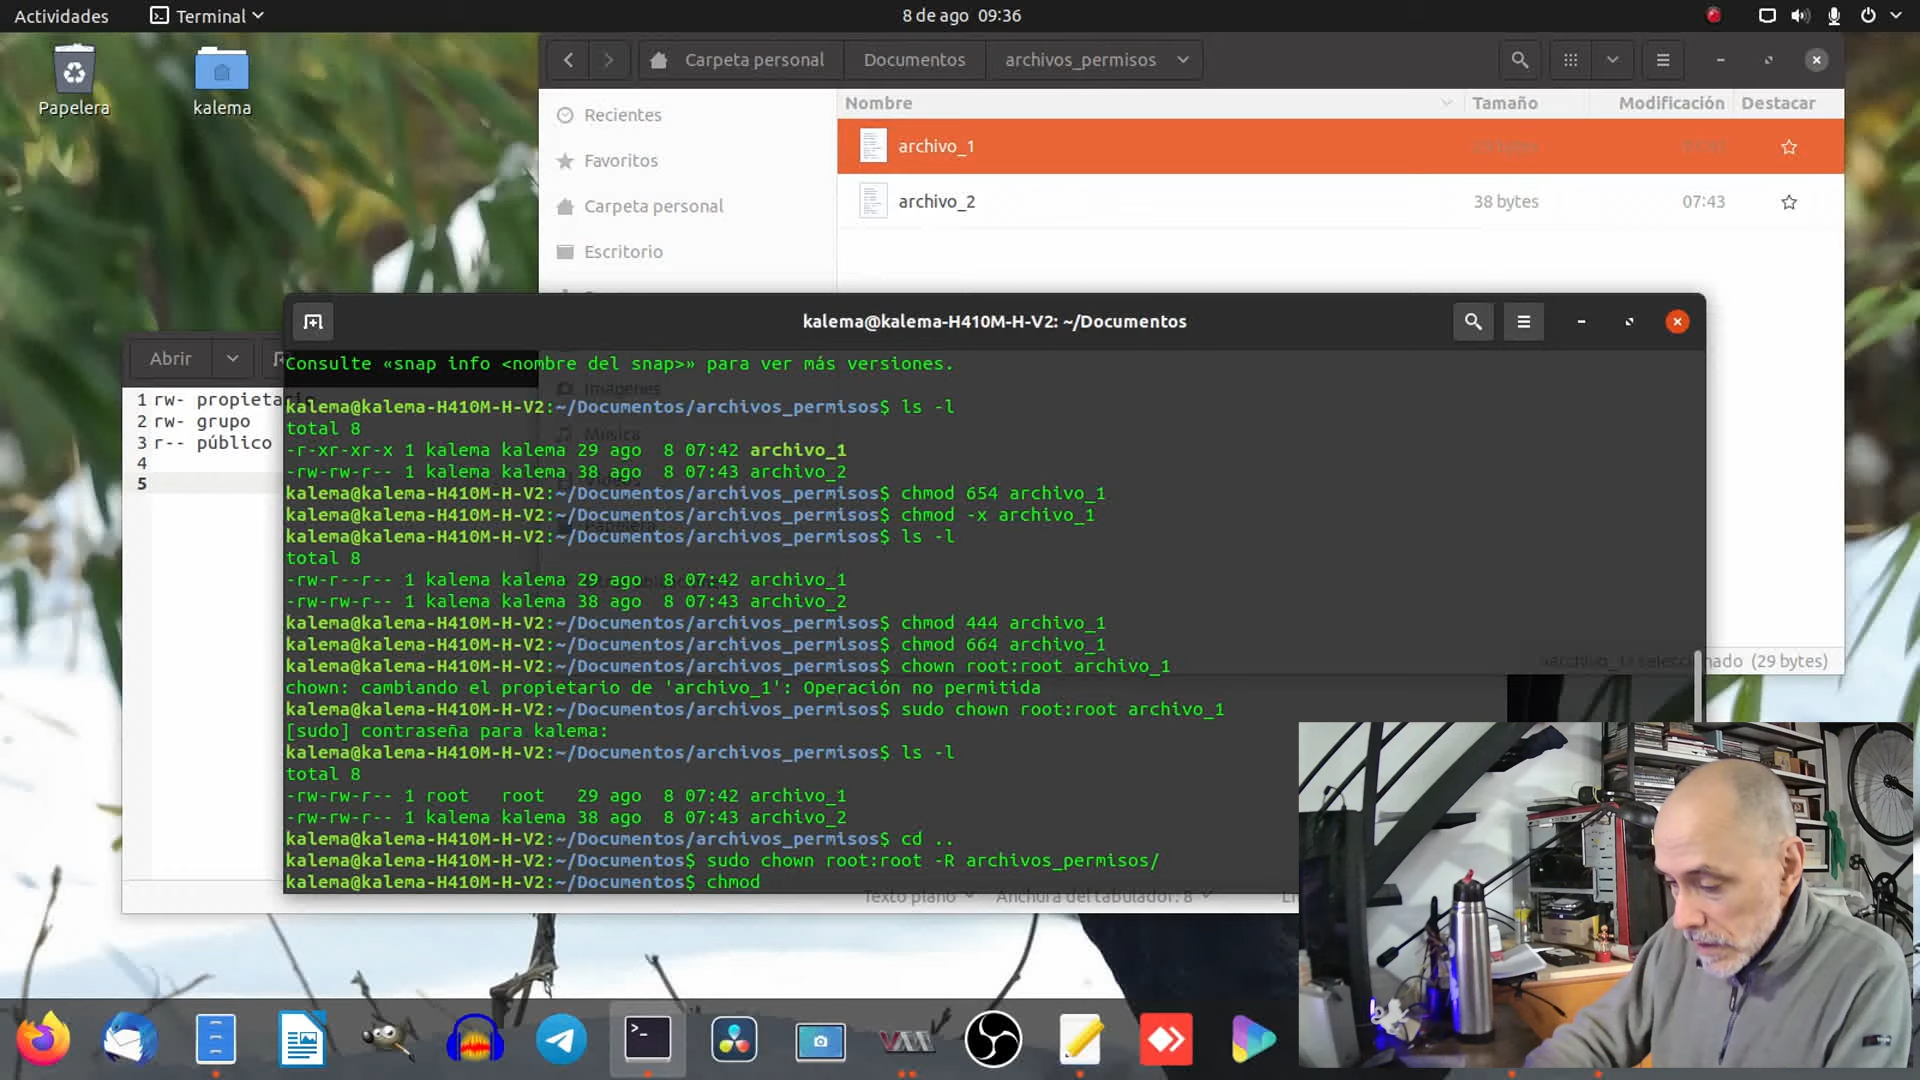 Actividades
Terminal
8 de ago 09:36
Papelera
kalema
Carpeta personal
Documentos
archivos_permisos
Nombre
Tamaño
Modificación
Destacar
Recientes
Favoritos
Carpeta personal
Escritorio
archivo_1
archivo_2
38 bytes
07:43
kalema@kalema-H410M-H-V2: ~/Documentos
Abrir
1 rw- propietario
2 rw- grupo
3 r-- público
4
5
Consulte «snap info <nombre del snap>» para ver más versiones.
Imágenes
Música
kalema@kalema-H410M-H-V2:~/Documentos/archivos_permisos$ ls -l
total 8
-r-xr-xr-x 1 kalema kalema 29 ago  8 07:42 archivo_1
-rw-rw-r-- 1 kalema kalema 38 ago  8 07:43 archivo_2
kalema@kalema-H410M-H-V2:~/Documentos/archivos_permisos$ chmod 654 archivo_1
kalema@kalema-H410M-H-V2:~/Documentos/archivos_permisos$ chmod -x archivo_1
kalema@kalema-H410M-H-V2:~/Documentos/archivos_permisos$ ls -l
total 8
-rw-r--r-- 1 kalema kalema 29 ago  8 07:42 archivo_1
-rw-rw-r-- 1 kalema kalema 38 ago  8 07:43 archivo_2
kalema@kalema-H410M-H-V2:~/Documentos/archivos_permisos$ chmod 444 archivo_1
kalema@kalema-H410M-H-V2:~/Documentos/archivos_permisos$ chmod 664 archivo_1
kalema@kalema-H410M-H-V2:~/Documentos/archivos_permisos$ chown root:root archivo_1
chown: cambiando el propietario de 'archivo_1': Operación no permitida
kalema@kalema-H410M-H-V2:~/Documentos/archivos_permisos$ sudo chown root:root archivo_1
[sudo] contraseña para kalema:
kalema@kalema-H410M-H-V2:~/Documentos/archivos_permisos$ ls -l
total 8
-rw-rw-r-- 1 root   root   29 ago  8 07:42 archivo_1
-rw-rw-r-- 1 kalema kalema 38 ago  8 07:43 archivo_2
kalema@kalema-H410M-H-V2:~/Documentos/archivos_permisos$ cd ..
kalema@kalema-H410M-H-V2:~/Documentos$ sudo chown root:root -R archivos_permisos/
kalema@kalema-H410M-H-V2:~/Documentos$ chmod
(29 bytes)
Texto plano
Anchura del tabulador: 8